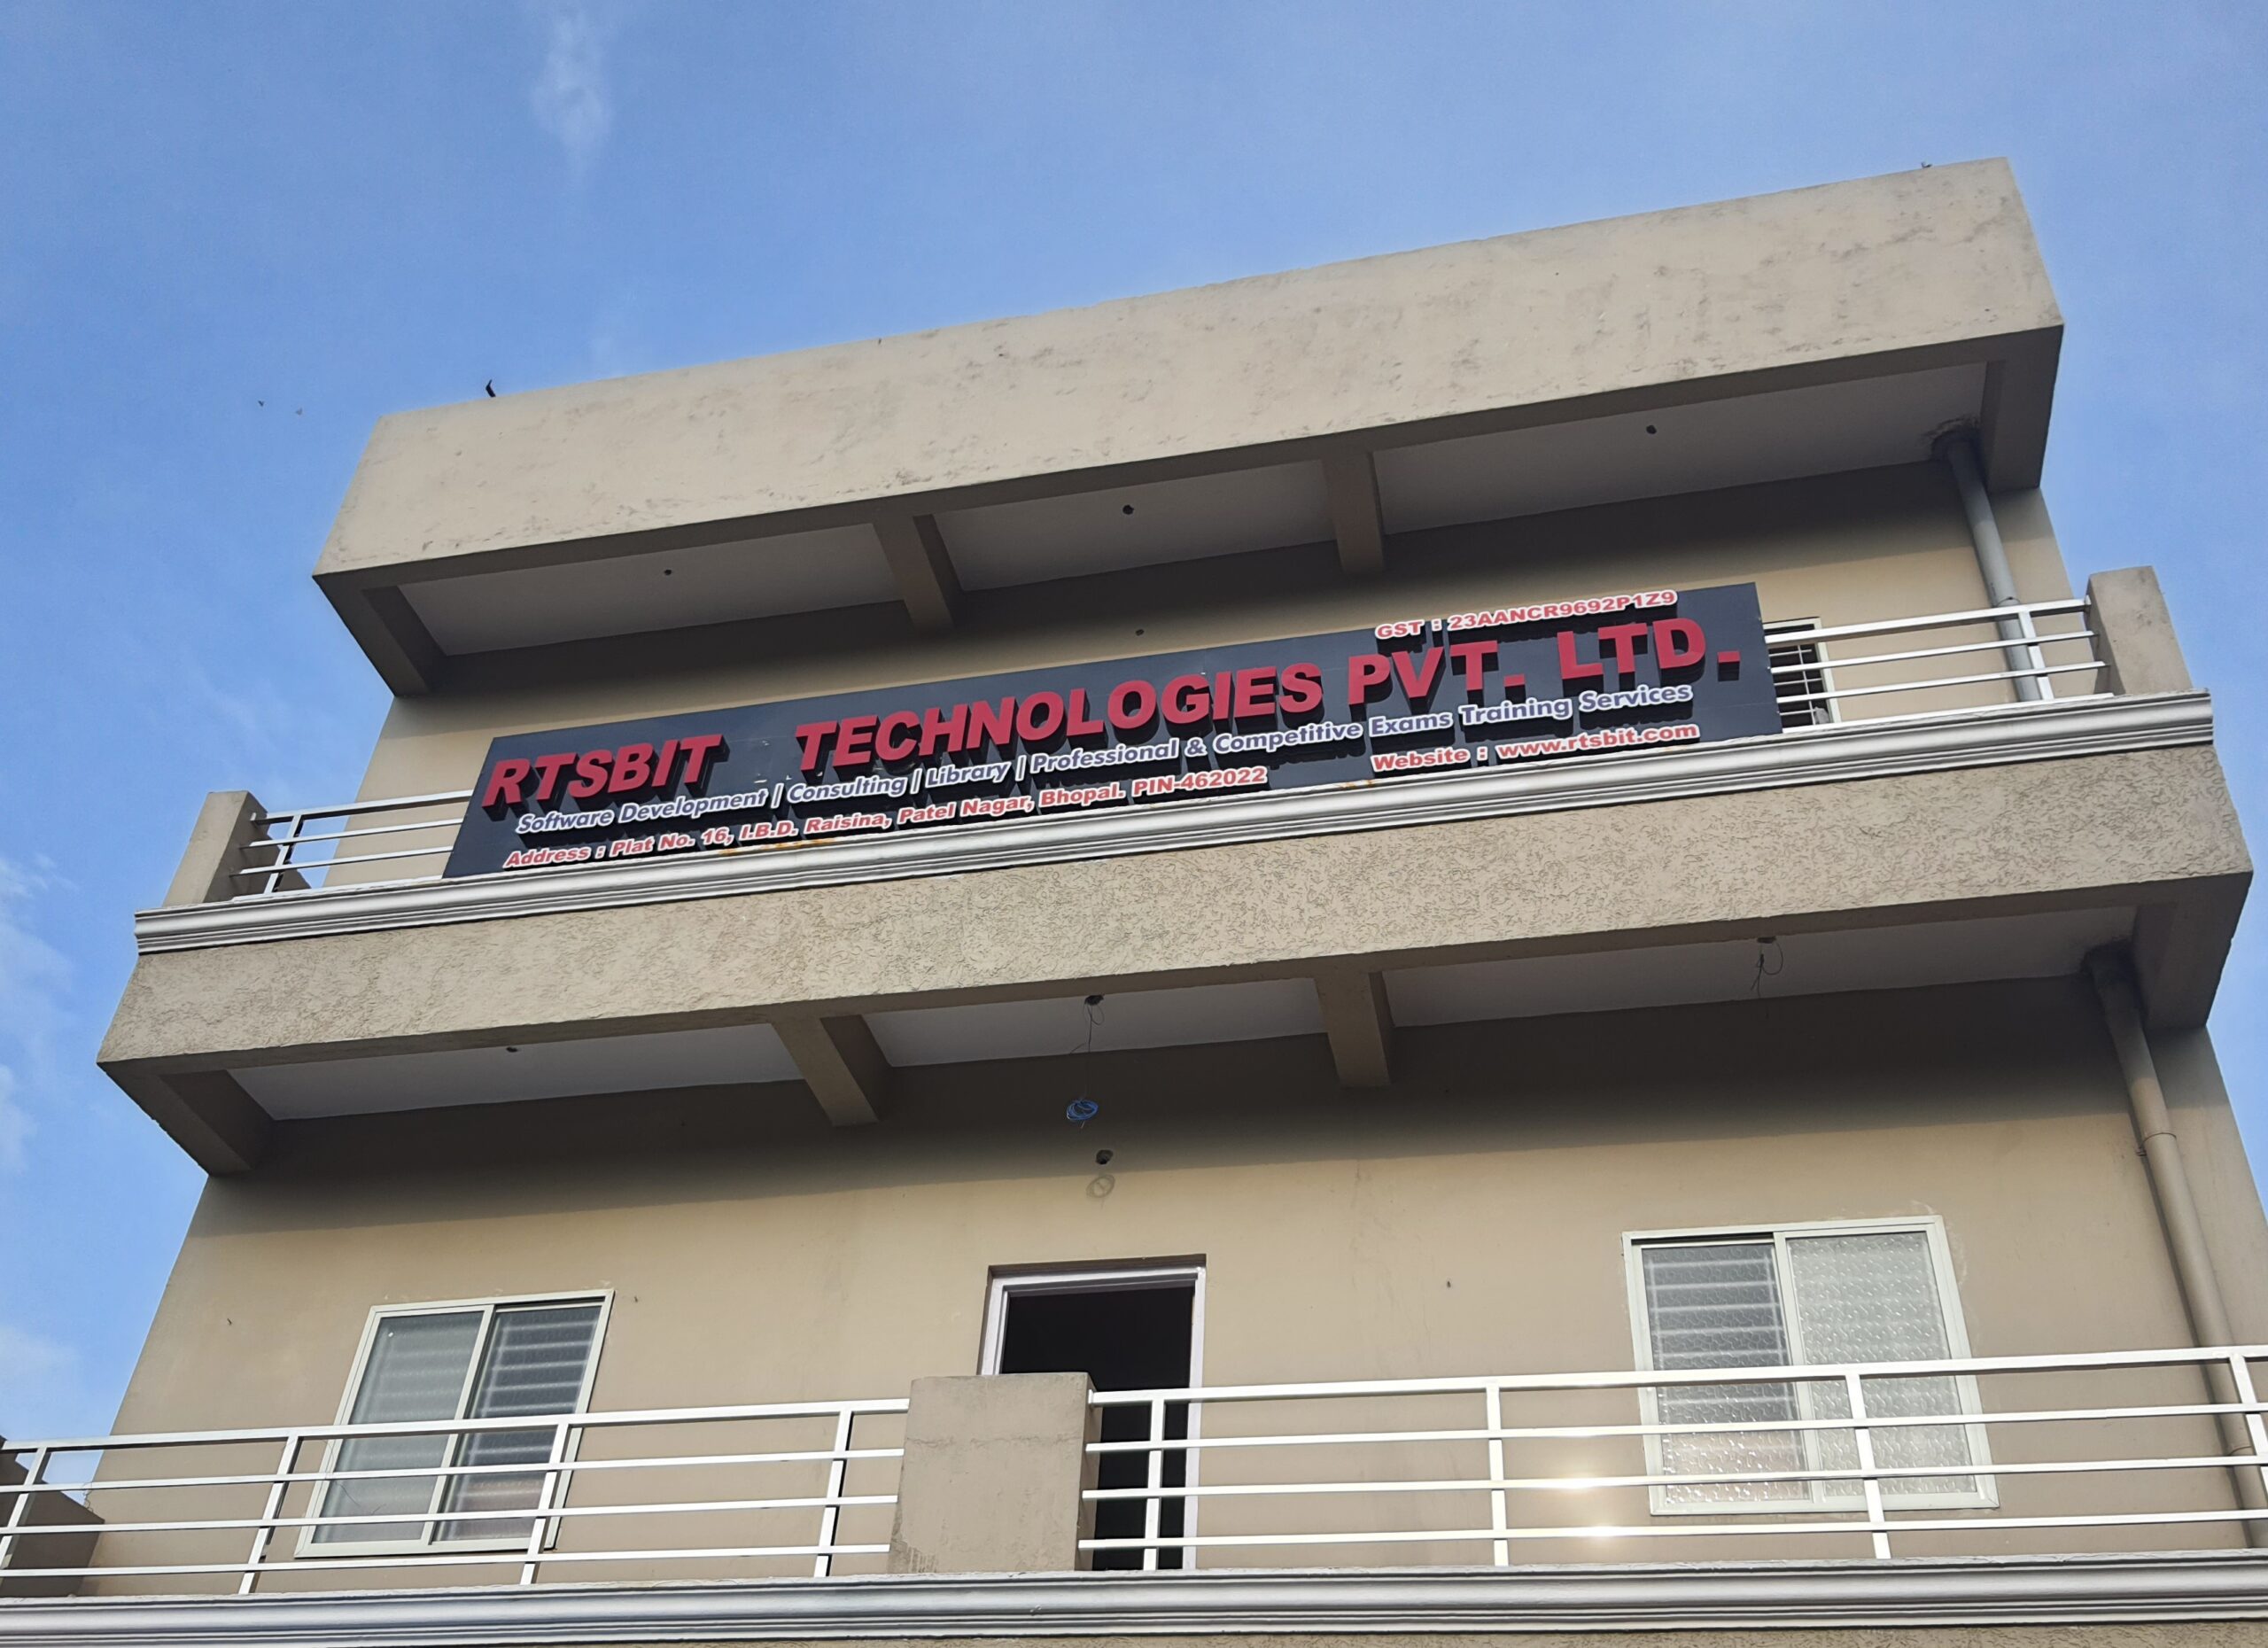 GST : 23AANCR9692P1Z9
RTSBIT TECHNOLOGIES PVT. LTD.
Software Development | Consulting | Library | Professional & Competitive Exams Training Services
Address : Plat No. 16, I.B.D. Raisina, Patel Nagar, Bhopal. PIN-462022 Website : www.rtsbit.com